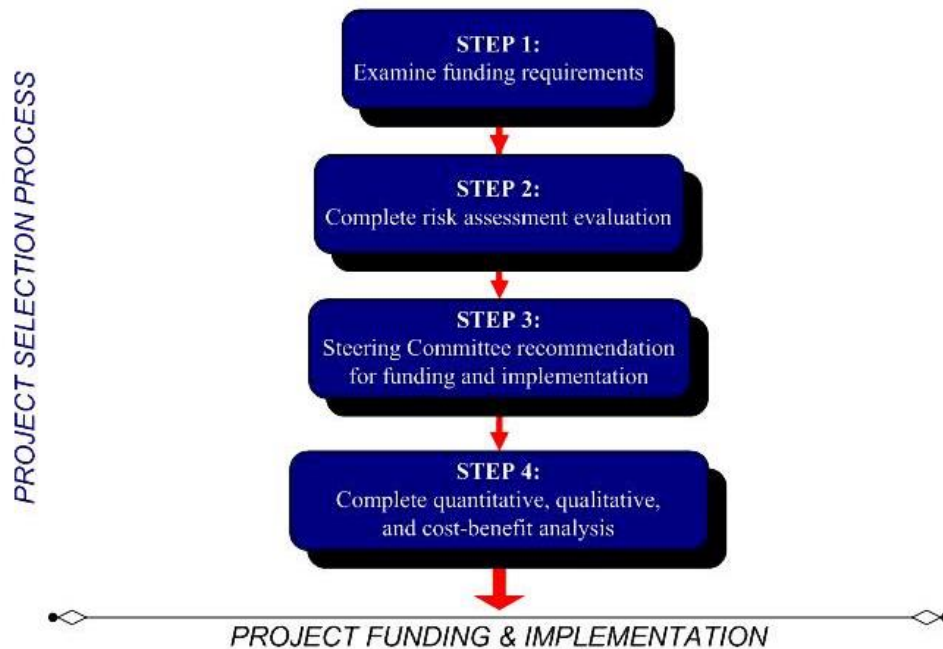 PROJECT SELECTION PROCESS
STEP 1:
Examine funding requirements
STEP 2:
Complete risk assessment evaluation
STEP 3:
Steering Committee recommendation
for funding and implementation
STEP 4:
Complete quantitative, qualitative,
and cost-benefit analysis
PROJECT FUNDING & IMPLEMENTATION